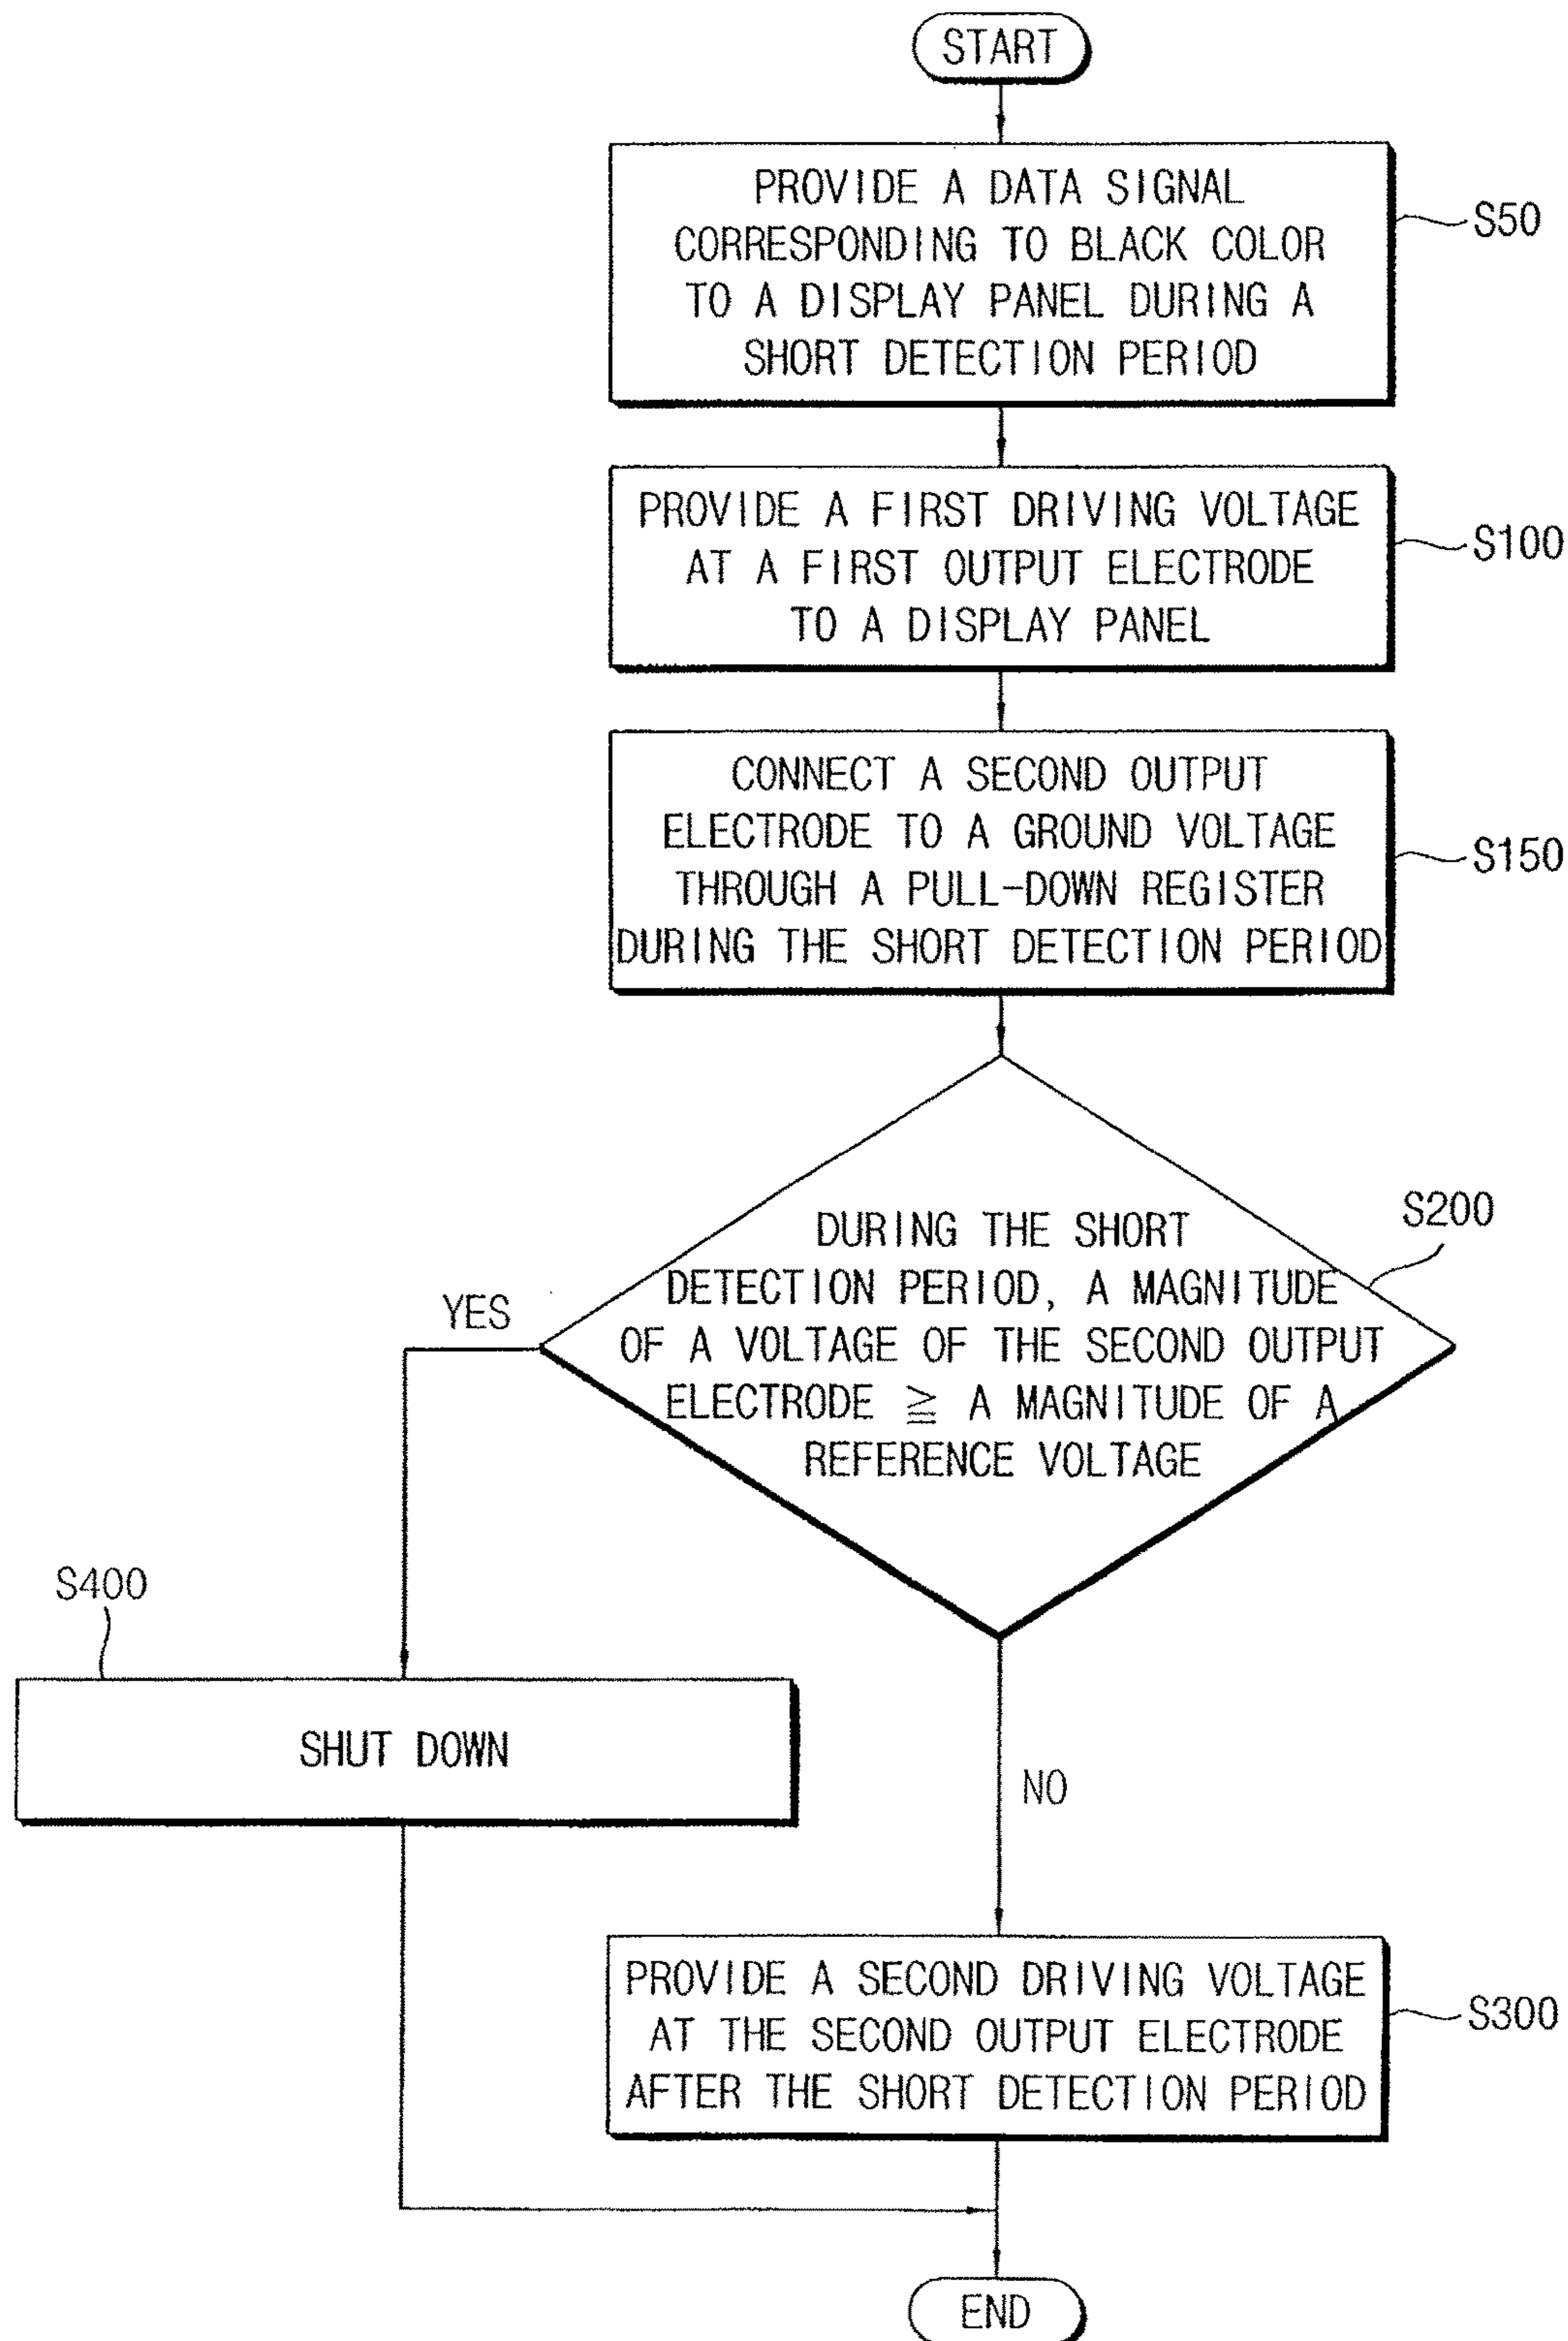 START
PROVIDE A DATA SIGNAL
CORRESPONDING TO BLACK COLOR
TO A DISPLAY PANEL DURING A
SHORT DETECTION PERIOD
S50
PROVIDE A FIRST DRIVING VOLTAGE
AT A FIRST OUTPUT ELECTRODE
TO A DISPLAY PANEL
S100
CONNECT A SECOND OUTPUT
ELECTRODE TO A GROUND VOLTAGE
THROUGH A PULL-DOWN REGISTER
DURING THE SHORT DETECTION PERIOD
S150
DURING THE SHORT
DETECTION PERIOD, A MAGNITUDE
OF A VOLTAGE OF THE SECOND OUTPUT
ELECTRODE ≧ A MAGNITUDE OF A
REFERENCE VOLTAGE
S200
YES
S400
SHUT DOWN
NO
PROVIDE A SECOND DRIVING VOLTAGE
AT THE SECOND OUTPUT ELECTRODE
AFTER THE SHORT DETECTION PERIOD
S300
END